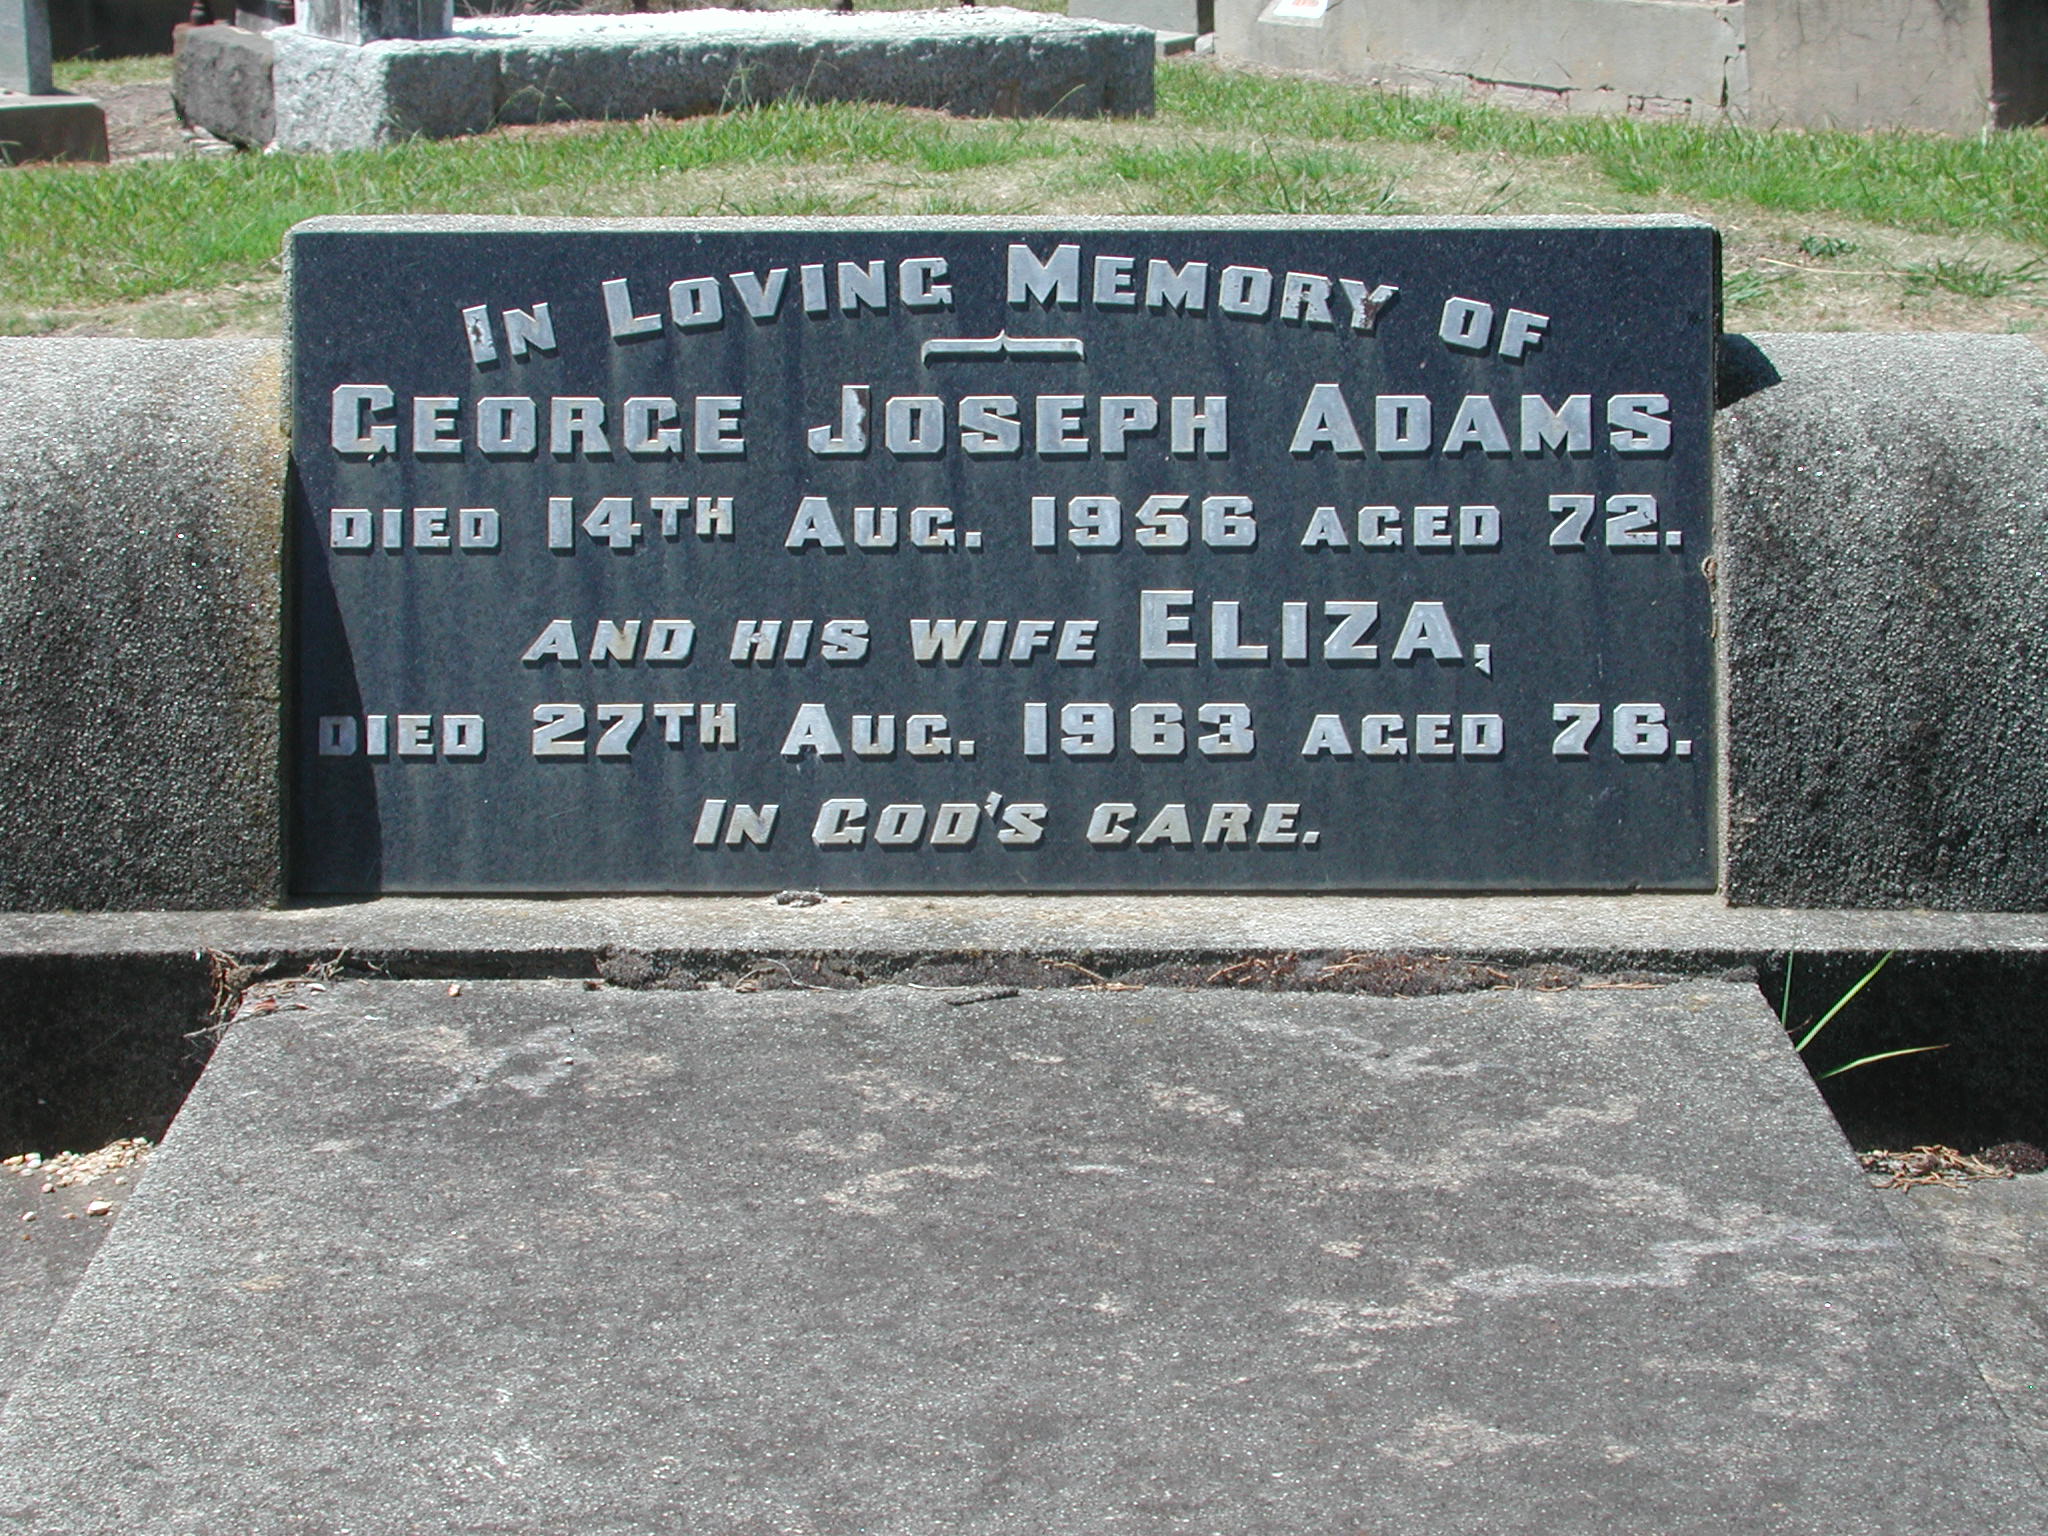 In Loving Memory of
George Joseph Adams
died 14th Aug. 1956 aged 72.
and his wife Eliza,
died 27th Aug. 1963 aged 76.
In God's care.